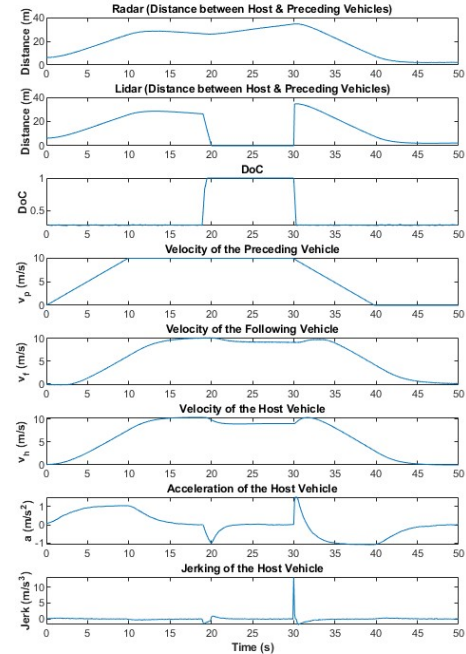 Radar (Distance between Host & Preceding Vehicles)
Distance (m)
40
20
0
0 5 10 15 20 25 30 35 40 45 50
Lidar (Distance between Host & Preceding Vehicles)
Distance (m)
40
20
0
0 5 10 15 20 25 30 35 40 45 50
DoC
DoC
1
0.5
0 5 10 15 20 25 30 35 40 45 50
Velocity of the Preceding Vehicle
v_p (m/s)
10
5
0
0 5 10 15 20 25 30 35 40 45 50
Velocity of the Following Vehicle
v_f (m/s)
10
5
0
0 5 10 15 20 25 30 35 40 45 50
Velocity of the Host Vehicle
v_h (m/s)
10
5
0
0 5 10 15 20 25 30 35 40 45 50
Acceleration of the Host Vehicle
a (m/s²)
1
0
-1
0 5 10 15 20 25 30 35 40 45 50
Jerking of the Host Vehicle
Jerk (m/s³)
10
5
0
0 5 10 15 20 25 30 35 40 45 50
Time (s)